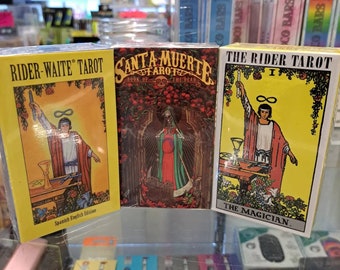 RIDER-WAITE® TAROT
Spanish English Edition
SANTA MUERTE
TAROT
BOOK OF THE DEAD
THE RIDER TAROT
I
THE MAGICIAN